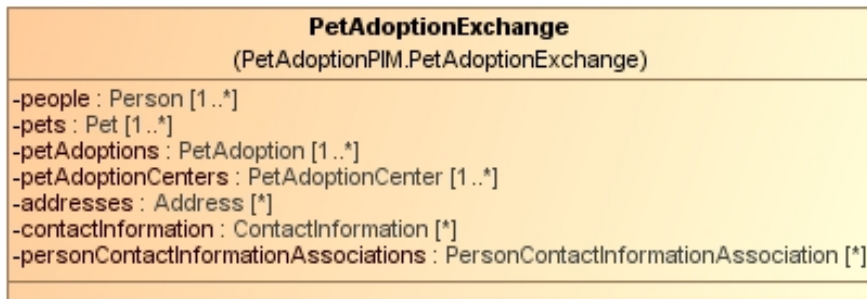 PetAdoptionExchange
(PetAdoptionPIM.PetAdoptionExchange)
-people : Person [1..*]
-pets : Pet [1..*]
-petAdoptions : PetAdoption [1..*]
-petAdoptionCenters : PetAdoptionCenter [1..*]
-addresses : Address [*]
-contactInformation : ContactInformation [*]
-personContactInformationAssociations : PersonContactInformationAssociation [*]